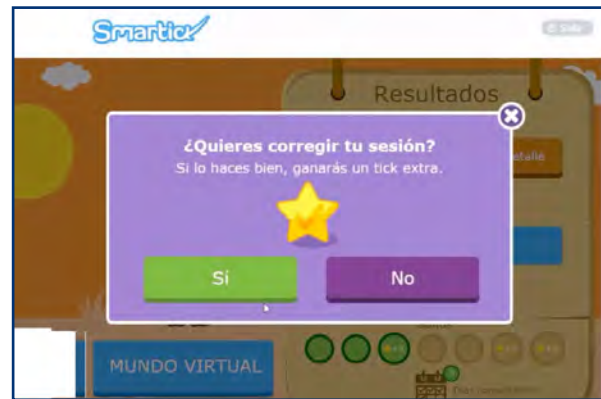 Smartick
Resultados
¿Quieres corregir tu sesión?
Si lo haces bien, ganarás un tick extra.
Sí
No
MUNDO VIRTUAL